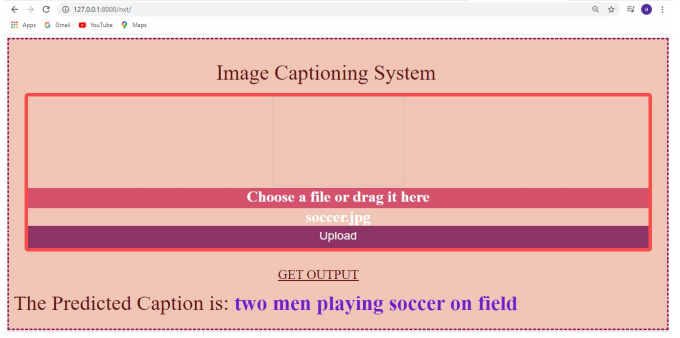 127.0.0.1:8000/nxt/
a
Apps G Gmail YouTube Maps
Image Captioning System
Choose a file or drag it here
soccer.jpg
Upload
GET OUTPUT
The Predicted Caption is: two men playing soccer on field